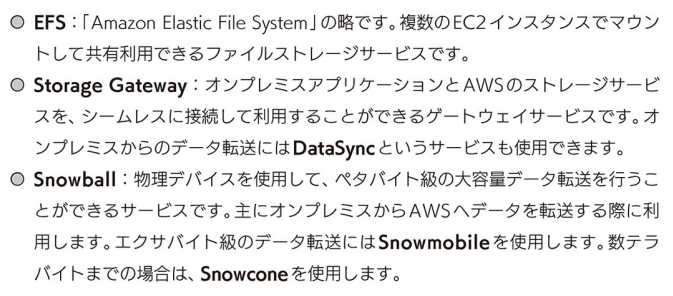 ● EFS：「Amazon Elastic File System」の略です。複数のEC2インスタンスでマウン
トして共有利用できるファイルストレージサービスです。
● Storage Gateway：オンプレミスアプリケーションとAWSのストレージサービ
スを、シームレスに接続して利用することができるゲートウェイサービスです。オ
ンプレミスからのデータ転送にはDataSyncというサービスも使用できます。
● Snowball：物理デバイスを使用して、ペタバイト級の大容量データ転送を行うこ
とができるサービスです。主にオンプレミスからAWSへデータを転送する際に利
用します。エクサバイト級のデータ転送にはSnowmobileを使用します。数テラ
バイトまでの場合は、Snowconeを使用します。